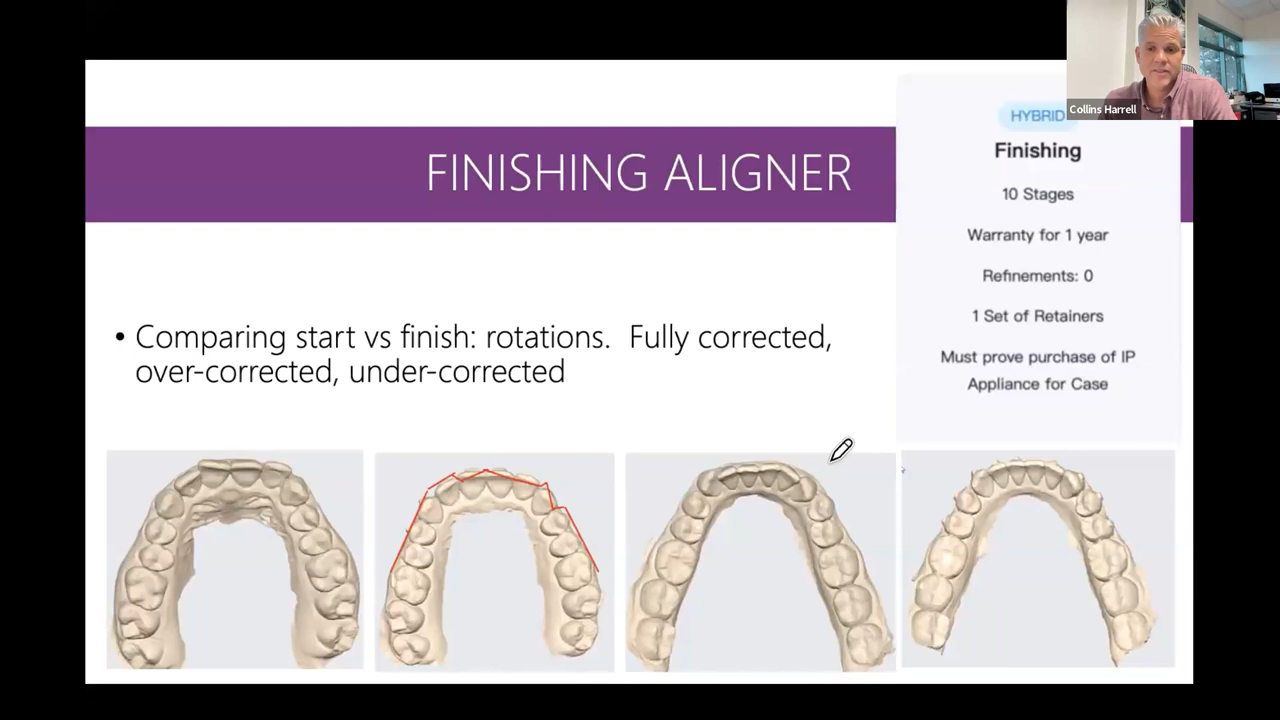 Collins Harrell
HYBRID
Finishing
10 Stages
Warranty for 1 year
Refinements: 0
1 Set of Retainers
Must prove purchase of IP
Appliance for Case
FINISHING ALIGNER
• Comparing start vs finish: rotations.  Fully corrected,
over-corrected, under-corrected